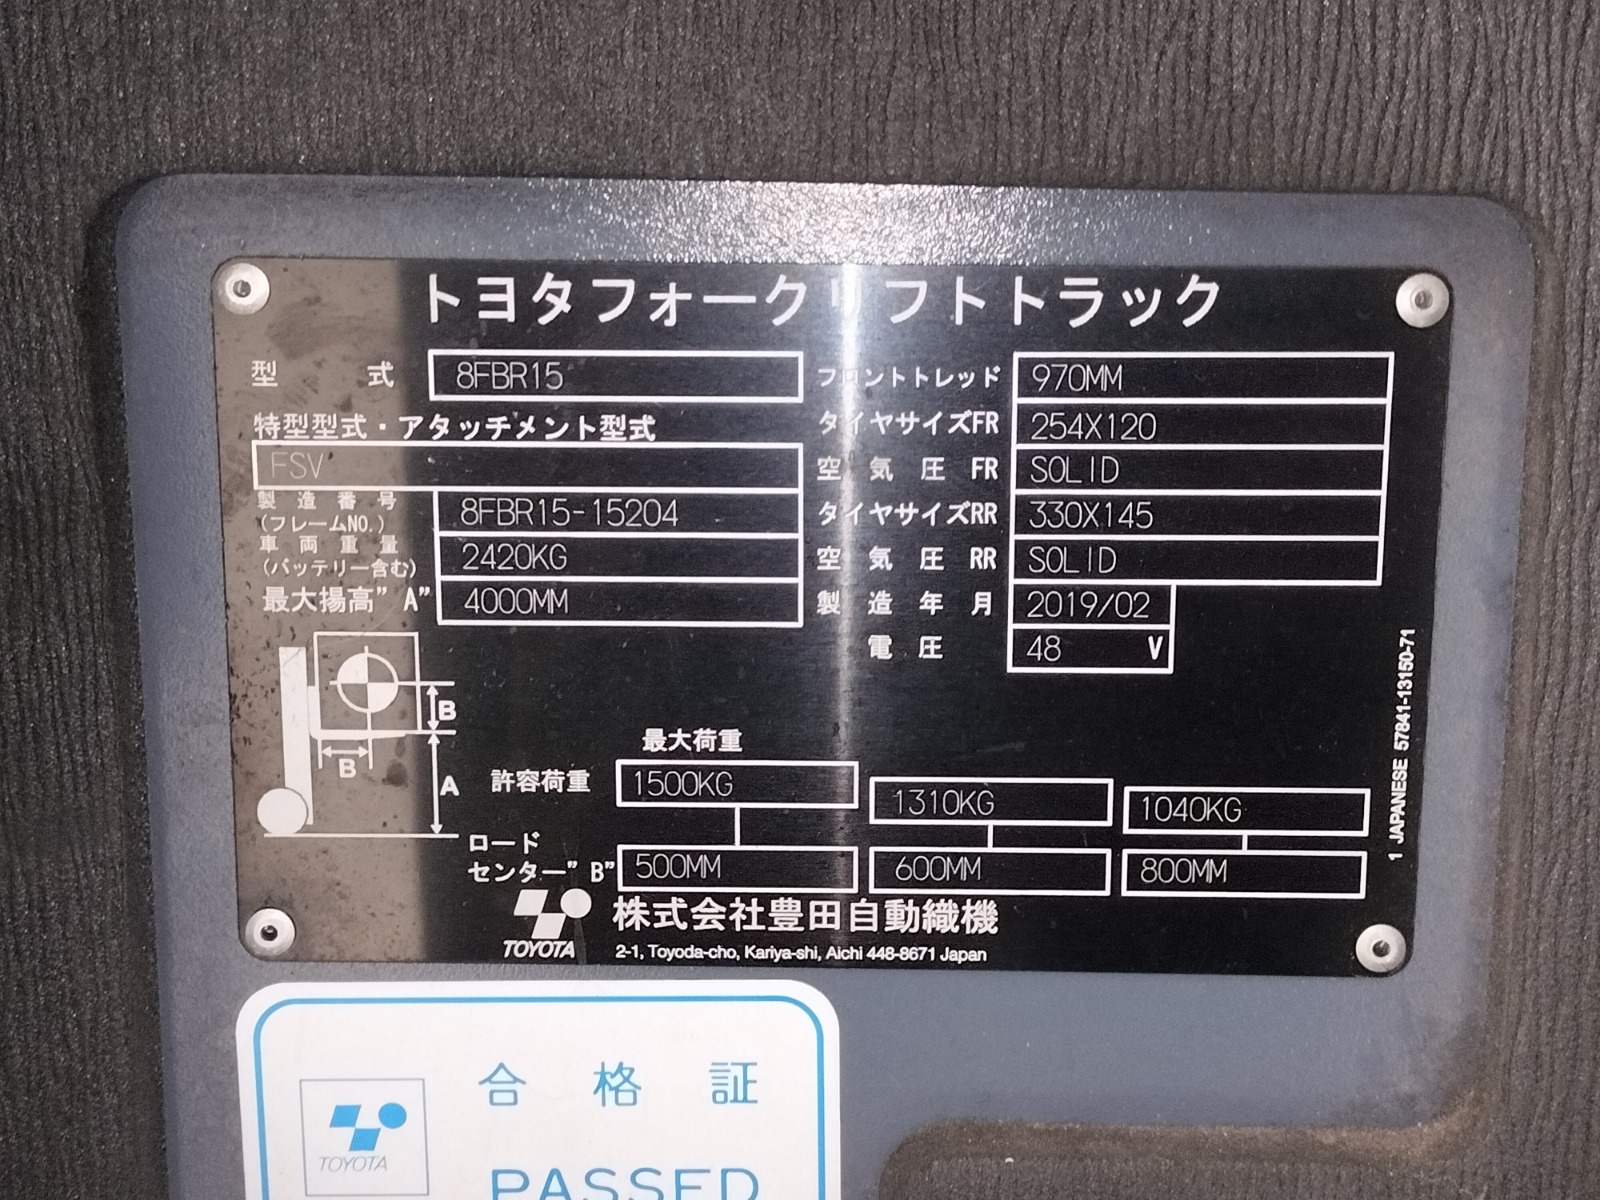 トヨタフォークリフトトラック
型 式 8FBR15
特型型式・アタッチメント型式
FSV
製造番号
(フレームNO.)
8FBR15-15204
車両重量
(バッテリー含む)
2420KG
最大揚高"A" 4000MM
フロントトレッド 970MM
タイヤサイズFR 254X120
空気圧 FR SOLID
タイヤサイズRR 330X145
空気圧 RR SOLID
製造年月 2019/02
電圧 48 V
B
B
A
最大荷重
許容荷重 1500KG 1310KG 1040KG
ロード
センター"B" 500MM 600MM 800MM
TOYOTA
株式会社豊田自動織機
2-1, Toyoda-cho, Kariya-shi, Aichi 448-8671 Japan
1 JAPANESE 57841-13150-71
合格証
TOYOTA
PASSED